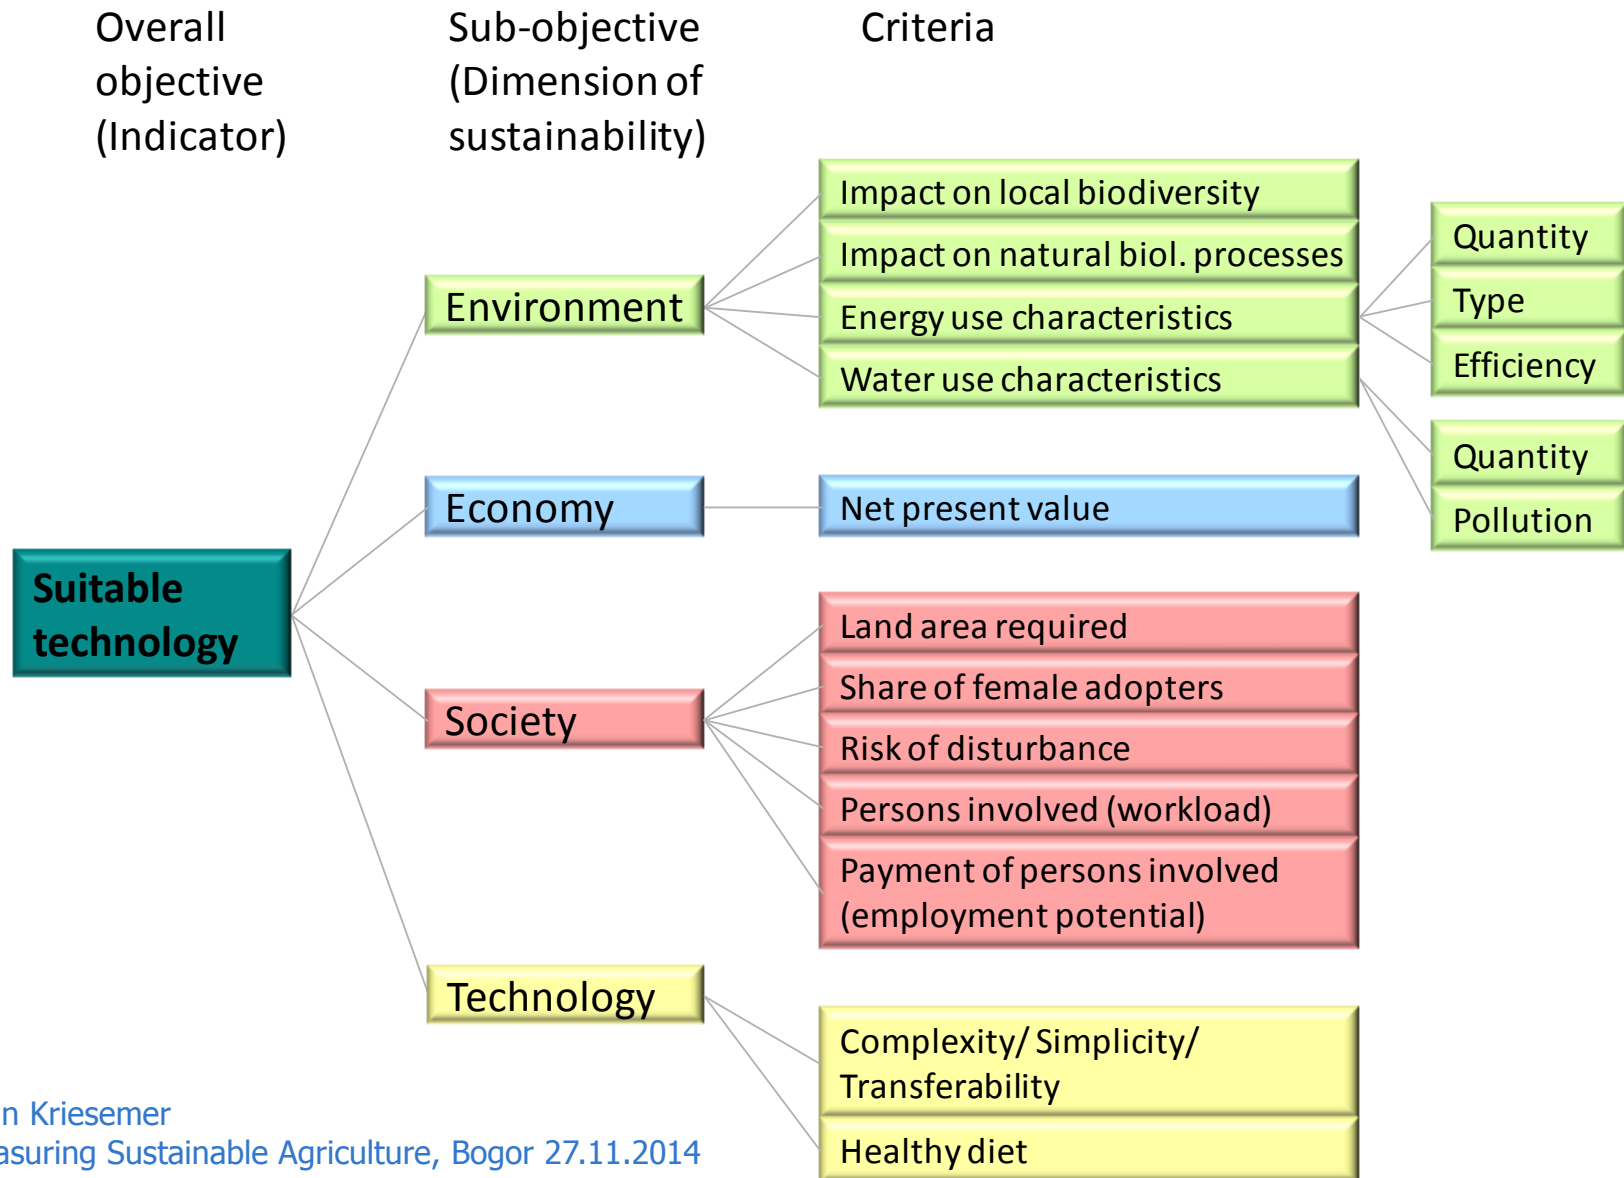 Overall
objective
(Indicator)
Sub-objective
(Dimension of
sustainability)
Criteria
Suitable
technology
Environment
Impact on local biodiversity
Impact on natural biol. processes
Energy use characteristics
Water use characteristics
Quantity
Type
Efficiency
Quantity
Pollution
Economy
Net present value
Society
Land area required
Share of female adopters
Risk of disturbance
Persons involved (workload)
Payment of persons involved
(employment potential)
Technology
Complexity/ Simplicity/
Transferability
Healthy diet
Kriesemer
Sustainable Agriculture, Bogor 27.11.2014